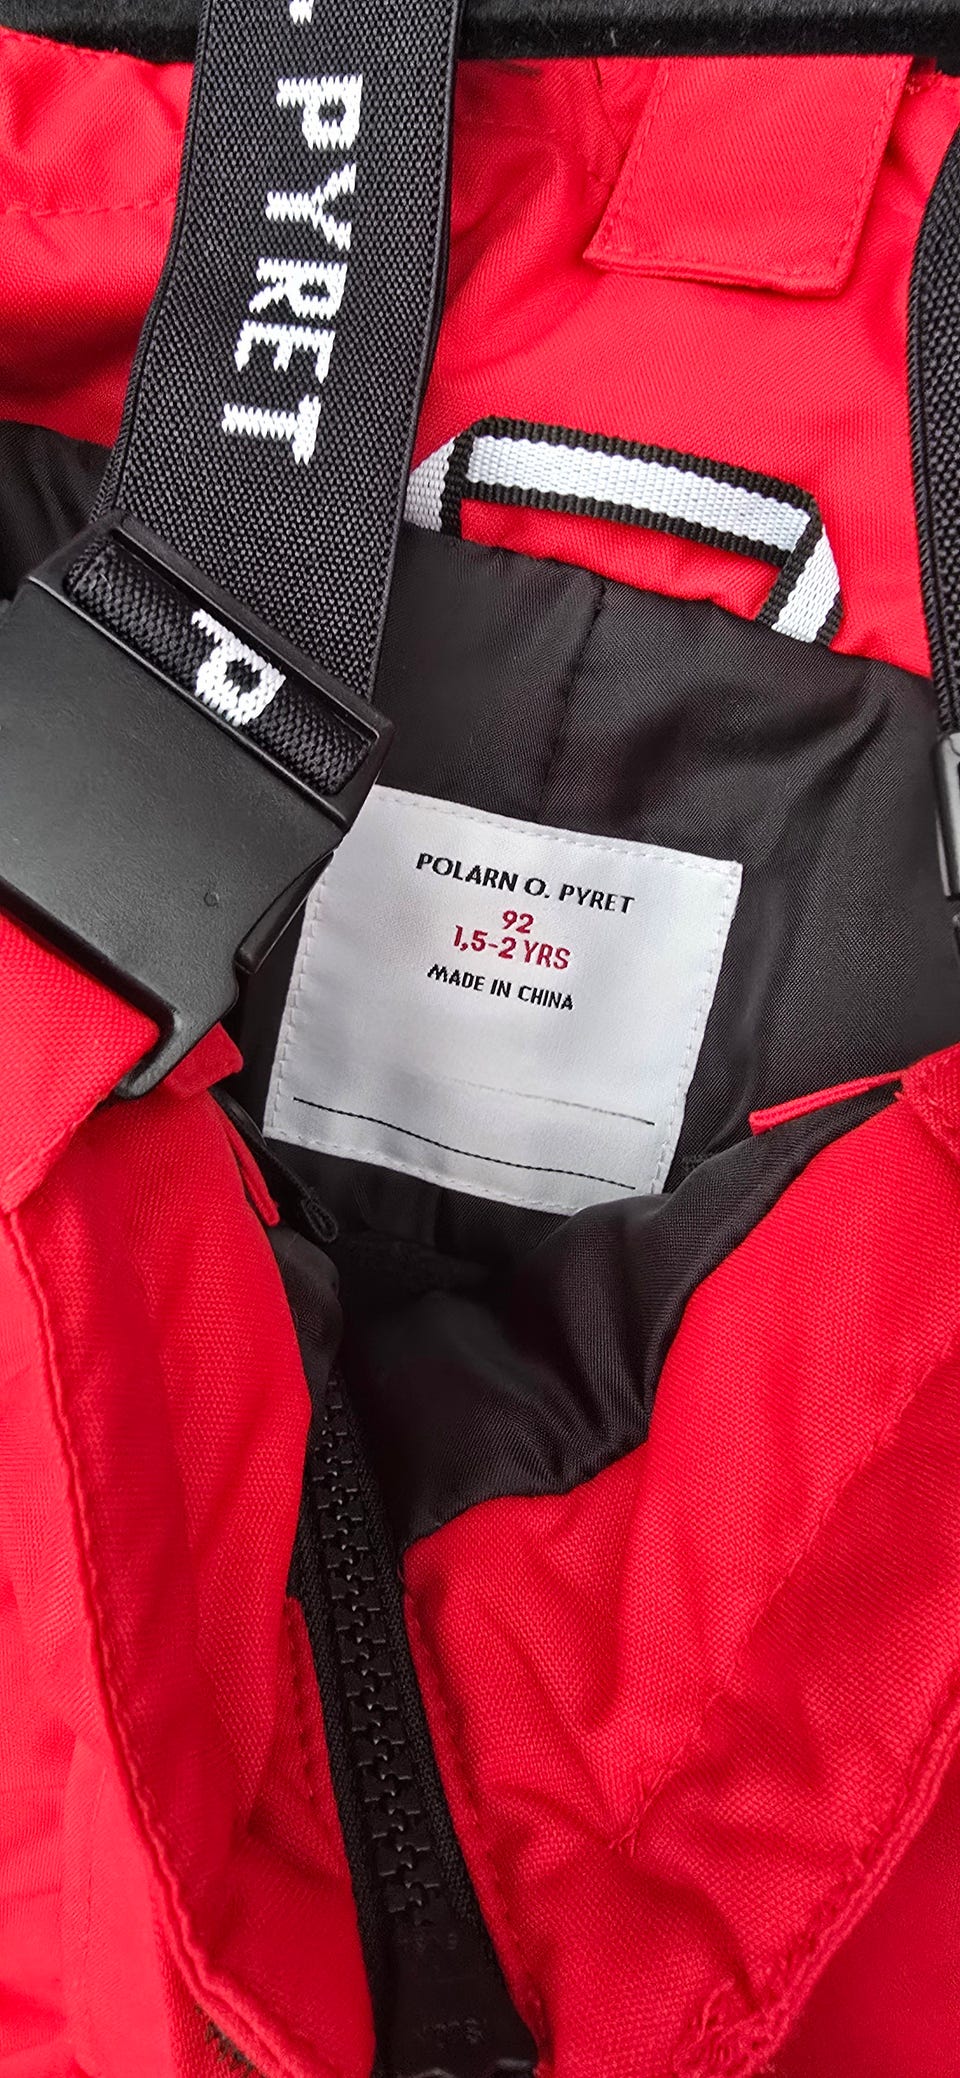 . PYRET
P
POLARN O. PYRET
92
1,5-2 YRS
MADE IN CHINA